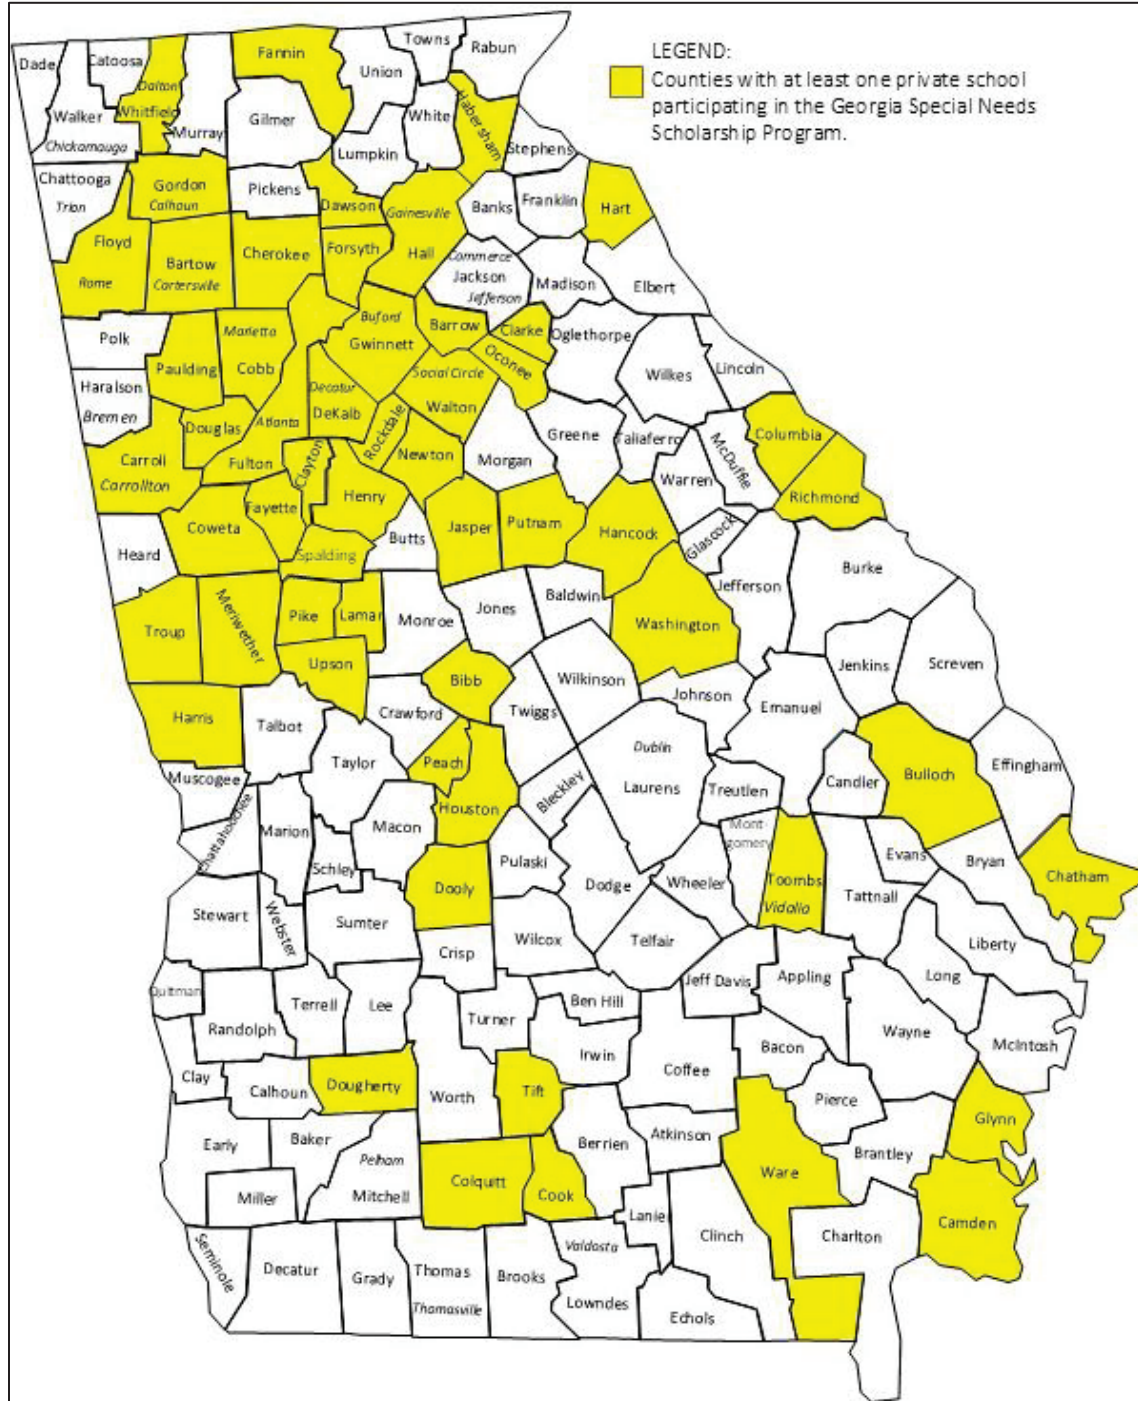 LEGEND:
Counties with at least one private school
participating in the Georgia Special Needs
Scholarship Program.
Dade
Catoosa
Dalton
Whitfield
Fannin
Towns
Rabun
Union
Walker
Chickamauga
Murray
Gilmer
White
Habersham
Lumpkin
Stephens
Chattooga
Trion
Gordon
Calhoun
Pickens
Dawson
Gainesville
Hall
Banks
Franklin
Hart
Floyd
Rome
Bartow
Cartersville
Cherokee
Forsyth
Commerce
Jackson
Jefferson
Madison
Elbert
Polk
Marietta
Cobb
Buford
Gwinnett
Barrow
Clarke
Oconee
Oglethorpe
Haralson
Bremen
Paulding
Decatur
DeKalb
Social Circle
Walton
Wilkes
Lincoln
Douglas
Atlanta
Fulton
Rockdale
Newton
Morgan
Greene
Taliaferro
McDuffie
Columbia
Carroll
Carrollton
Clayton
Henry
Warren
Richmond
Coweta
Fayette
Spalding
Butts
Jasper
Putnam
Hancock
Glascock
Heard
Jefferson
Burke
Troup
Meriwether
Pike
Lamar
Monroe
Jones
Baldwin
Washington
Upson
Bibb
Wilkinson
Johnson
Jenkins
Screven
Harris
Talbot
Crawford
Twiggs
Emanuel
Muscogee
Taylor
Peach
Houston
Bleckley
Dublin
Laurens
Treutlen
Candler
Bulloch
Effingham
Chattahoochee
Marion
Macon
Schley
Pulaski
Mont-
gomery
Evans
Bryan
Dooly
Dodge
Wheeler
Toombs
Vidalia
Tattnall
Chatham
Stewart
Webster
Sumter
Crisp
Wilcox
Telfair
Liberty
Quitman
Terrell
Lee
Turner
Ben Hill
Jeff Davis
Appling
Long
Randolph
Irwin
Wayne
McIntosh
Clay
Calhoun
Dougherty
Worth
Tift
Coffee
Bacon
Pierce
Glynn
Early
Baker
Pelham
Mitchell
Berrien
Atkinson
Brantley
Miller
Colquitt
Cook
Lanie
Ware
Camden
Seminole
Decatur
Grady
Thomas
Thomasville
Brooks
Valdosta
Lowndes
Clinch
Charlton
Echols